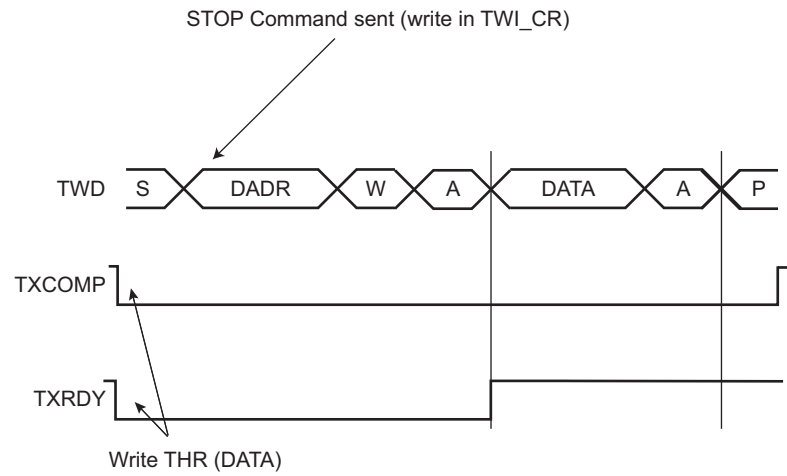 STOP Command sent (write in TWI_CR)
TWD S DADR W A DATA A P
TXCOMP
TXRDY
Write THR (DATA)